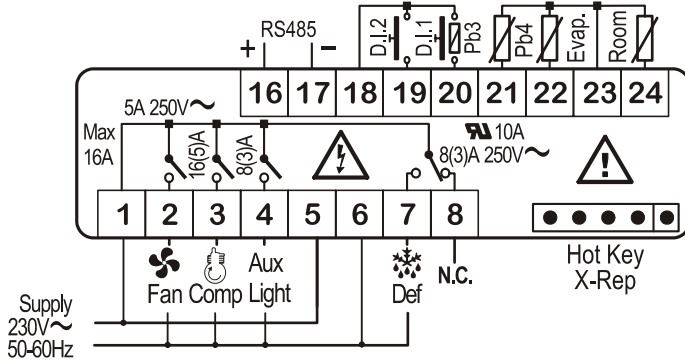 RS485
+ −
D.I.2
D.I.1
Pb3
Pb4
Evap.
Room
16 17 18 19 20 21 22 23 24
5A 250V~
Max
16A
16(5)A
8(3)A
10A
8(3)A 250V~
1 2 3 4 5 6 7 8
Fan
Comp
Aux
Light
Def
N.C.
Hot Key
X-Rep
Supply
230V~
50-60Hz